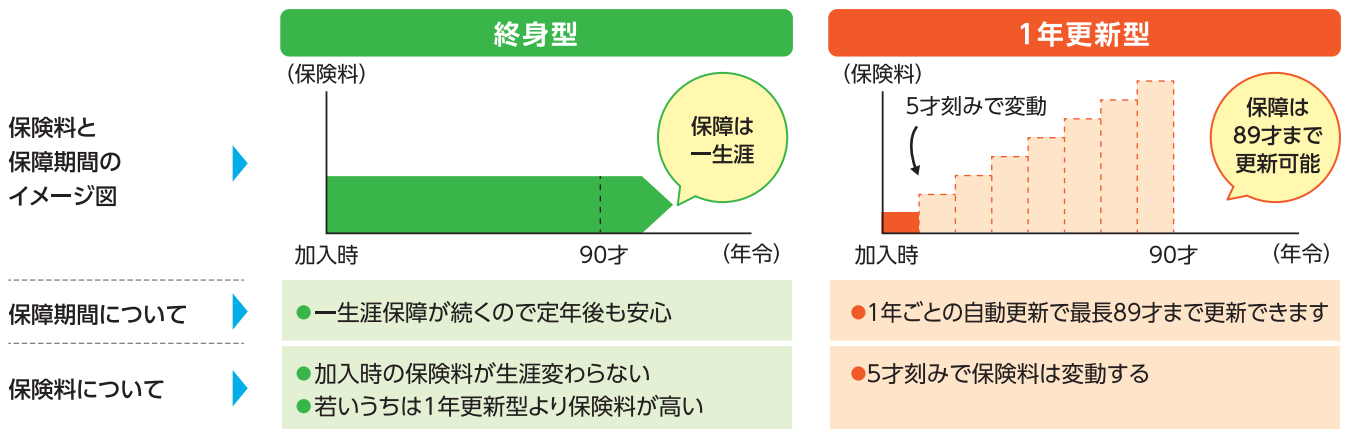 終身型
1年更新型
保険料と
保障期間の
イメージ図
（保険料）
保障は
一生涯
加入時
90才
（年令）
（保険料）
5才刻みで変動
保障は
89才まで
更新可能
加入時
90才
（年令）
保障期間について
●一生涯保障が続くので定年後も安心
●1年ごとの自動更新で最長89才まで更新できます
保険料について
●加入時の保険料が生涯変わらない
●若いうちは1年更新型より保険料が高い
●5才刻みで保険料は変動する